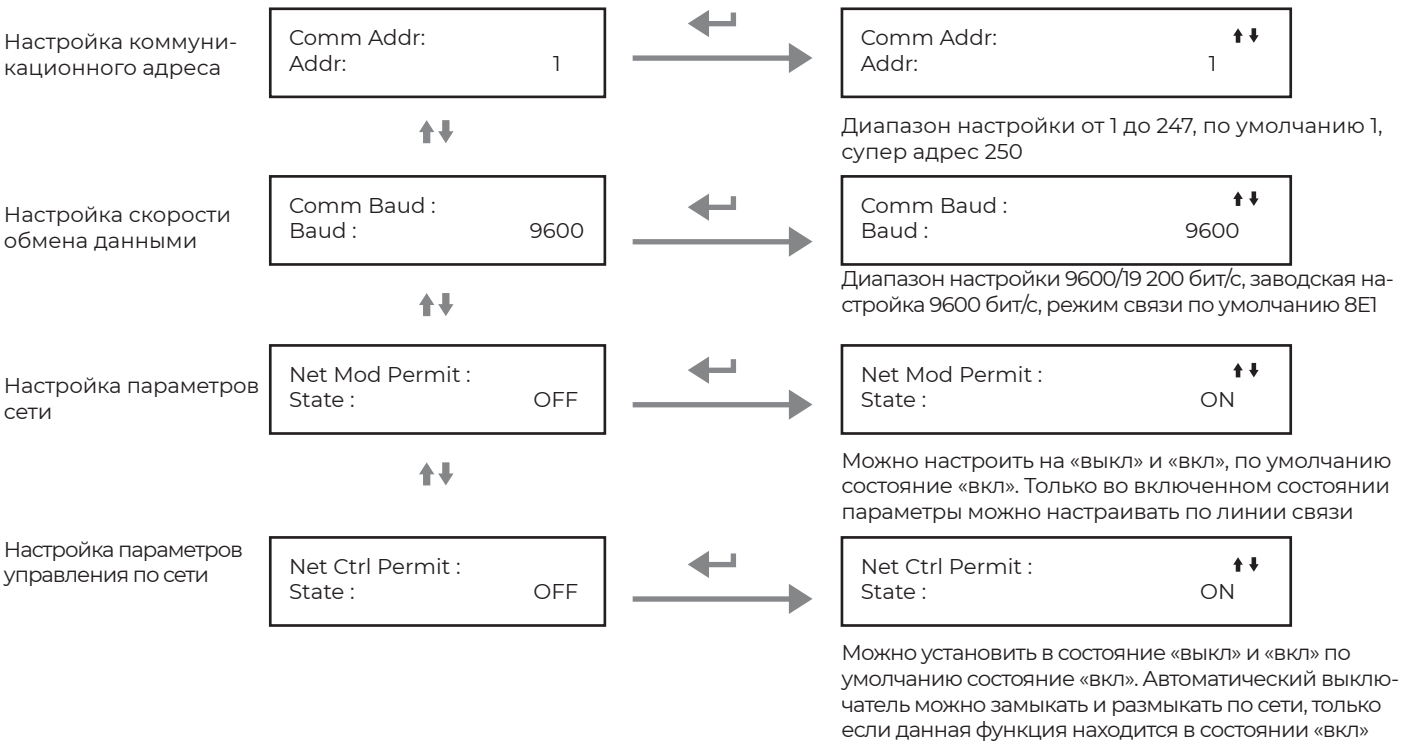 Настройка коммуни-
кационного адреса
Comm Addr:
Addr: 1
Comm Addr:
Addr: 1
Диапазон настройки от 1 до 247, по умолчанию 1,
супер адрес 250
Настройка скорости
обмена данными
Comm Baud :
Baud : 9600
Comm Baud :
Baud : 9600
Диапазон настройки 9600/19 200 бит/с, заводская на-
стройка 9600 бит/с, режим связи по умолчанию 8E1
Настройка параметров
сети
Net Mod Permit :
State : OFF
Net Mod Permit :
State : ON
Можно настроить на «выкл» и «вкл», по умолчанию
состояние «вкл». Только во включенном состоянии
параметры можно настраивать по линии связи
Настройка параметров
управления по сети
Net Ctrl Permit :
State : OFF
Net Ctrl Permit :
State : ON
Можно установить в состояние «выкл» и «вкл» по
умолчанию состояние «вкл». Автоматический выклю-
чатель можно замыкать и размыкать по сети, только
если данная функция находится в состоянии «вкл»